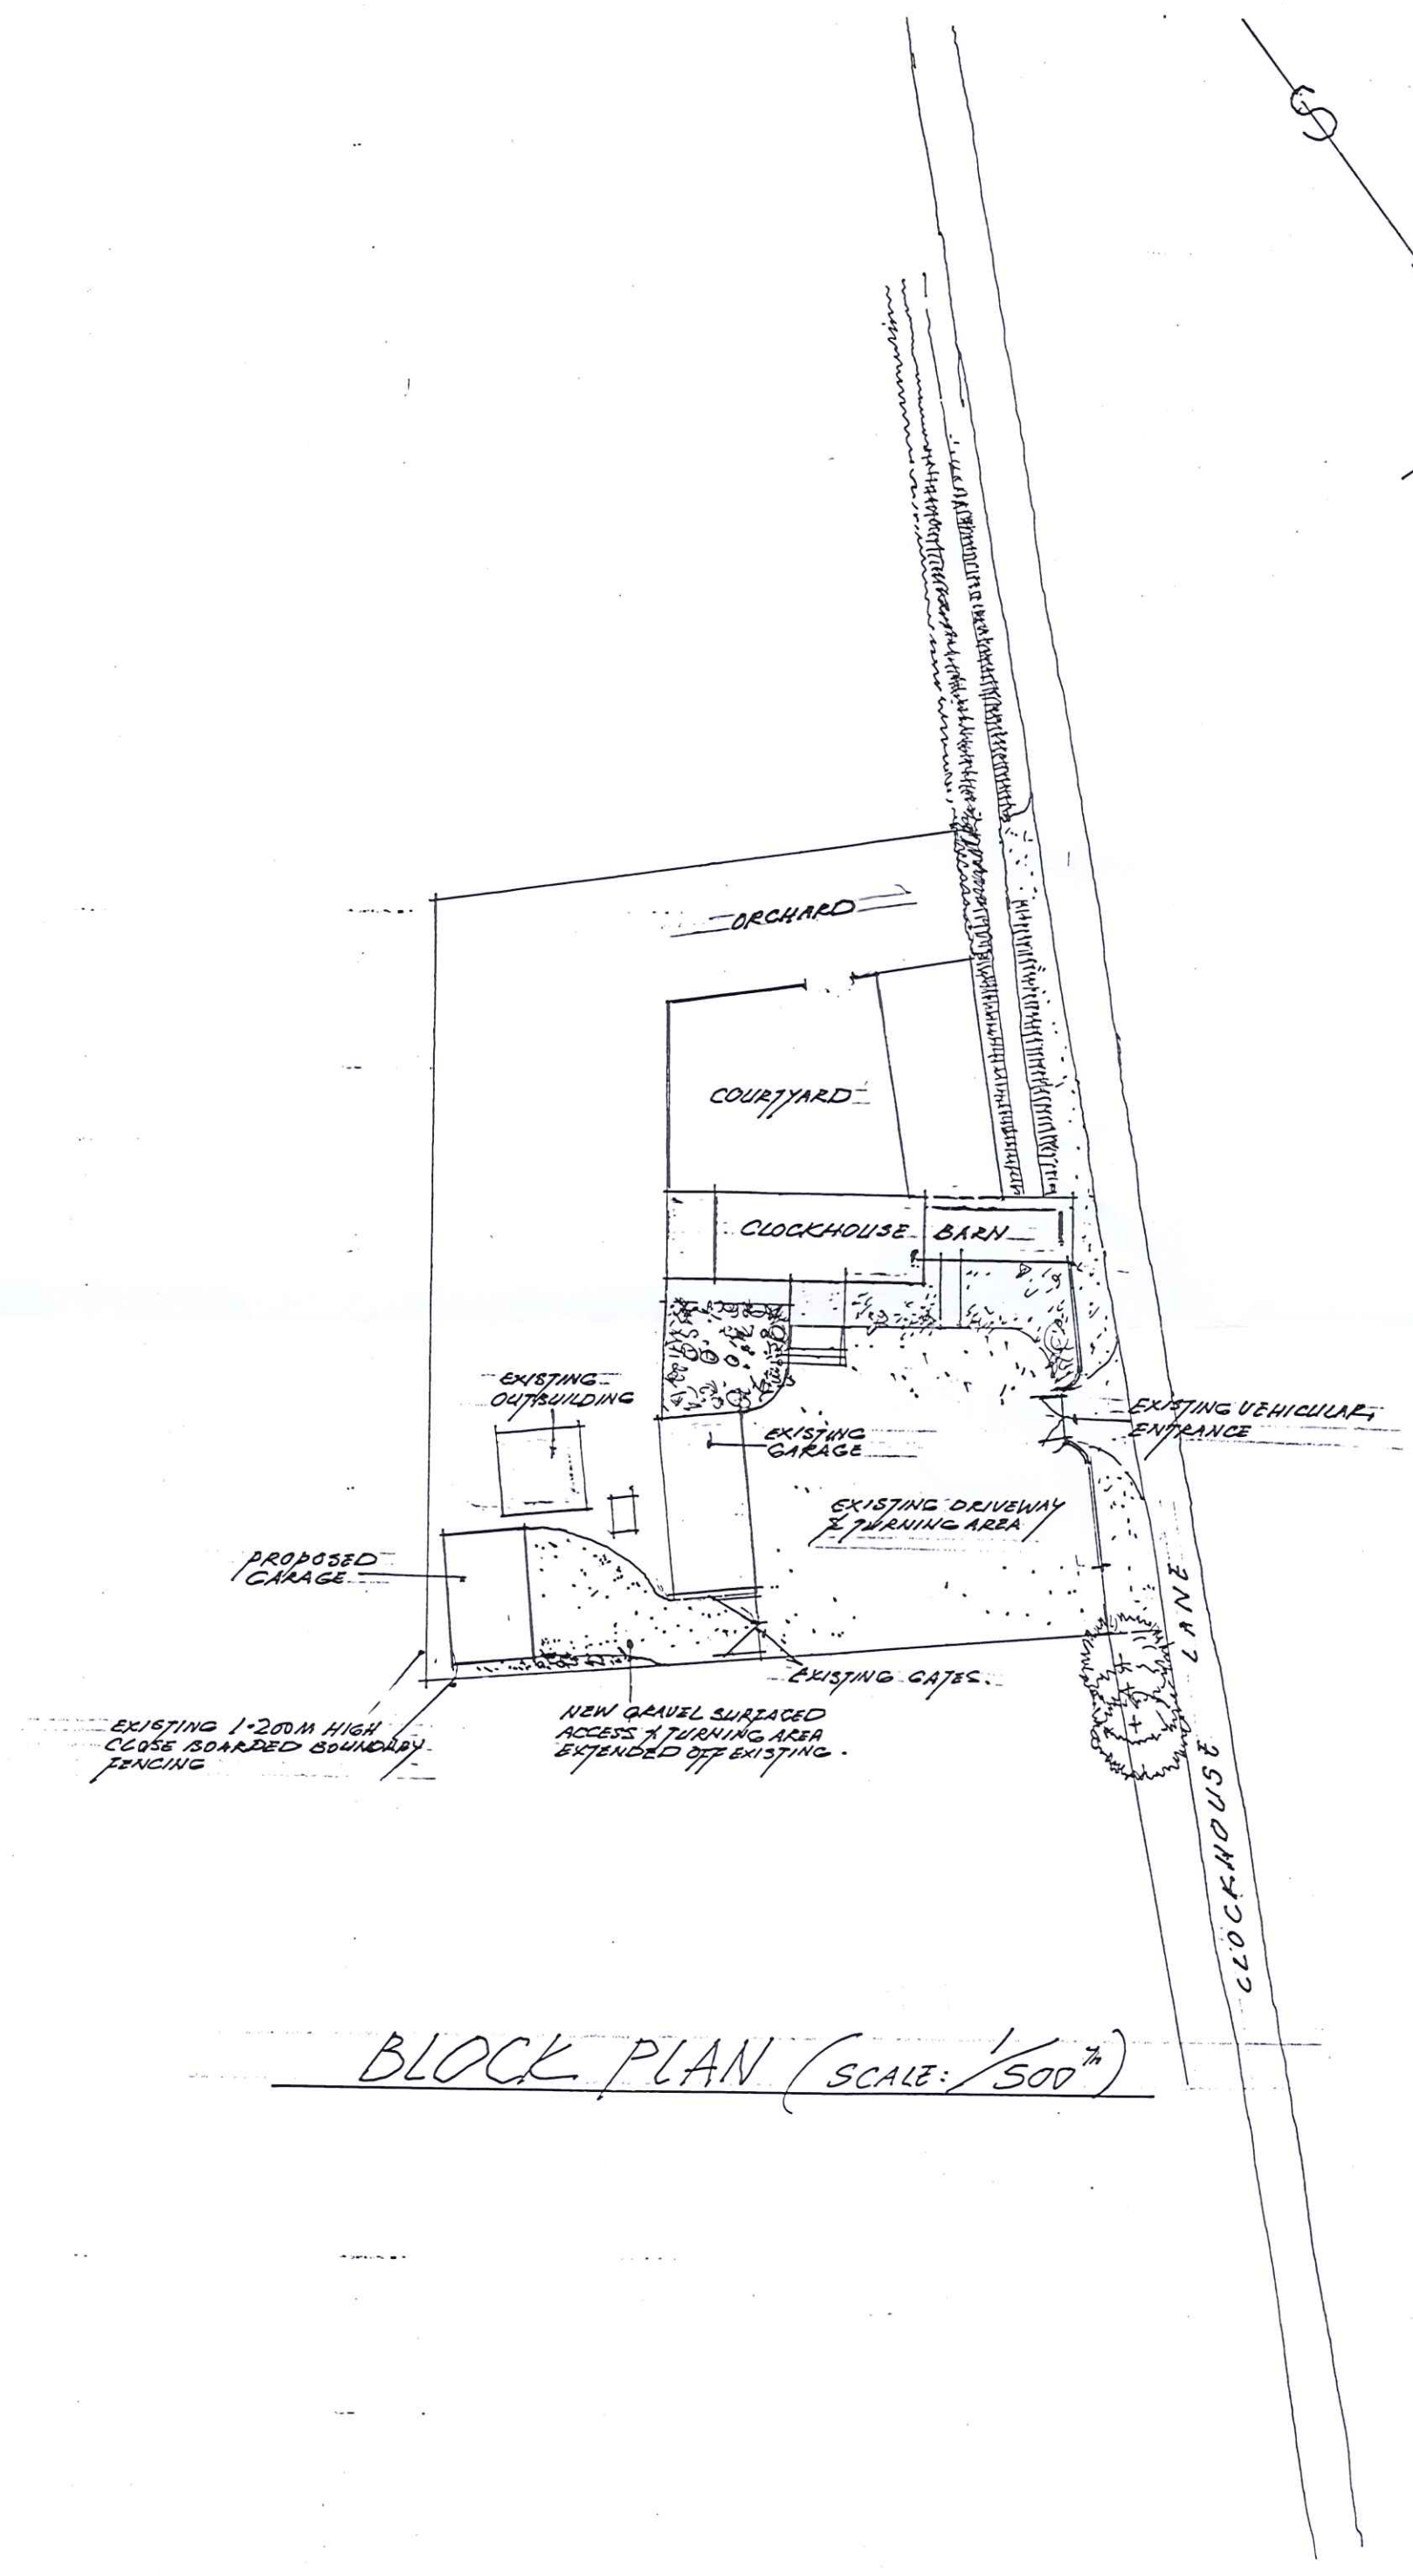 S
ORCHARD
COURTYARD
CLOCKHOUSE BARN
EXISTING
OUTBUILDING
EXISTING
GARAGE
EXISTING VEHICULAR
ENTRANCE
EXISTING DRIVEWAY
& TURNING AREA
PROPOSED
GARAGE
EXISTING GATES.
EXISTING 1·200M HIGH
CLOSE BOARDED BOUNDARY
FENCING
NEW GRAVEL SURFACED
ACCESS & TURNING AREA
EXTENDED OFF EXISTING.
CLOCKHOUSE LANE
BLOCK PLAN (SCALE: 1/500th)